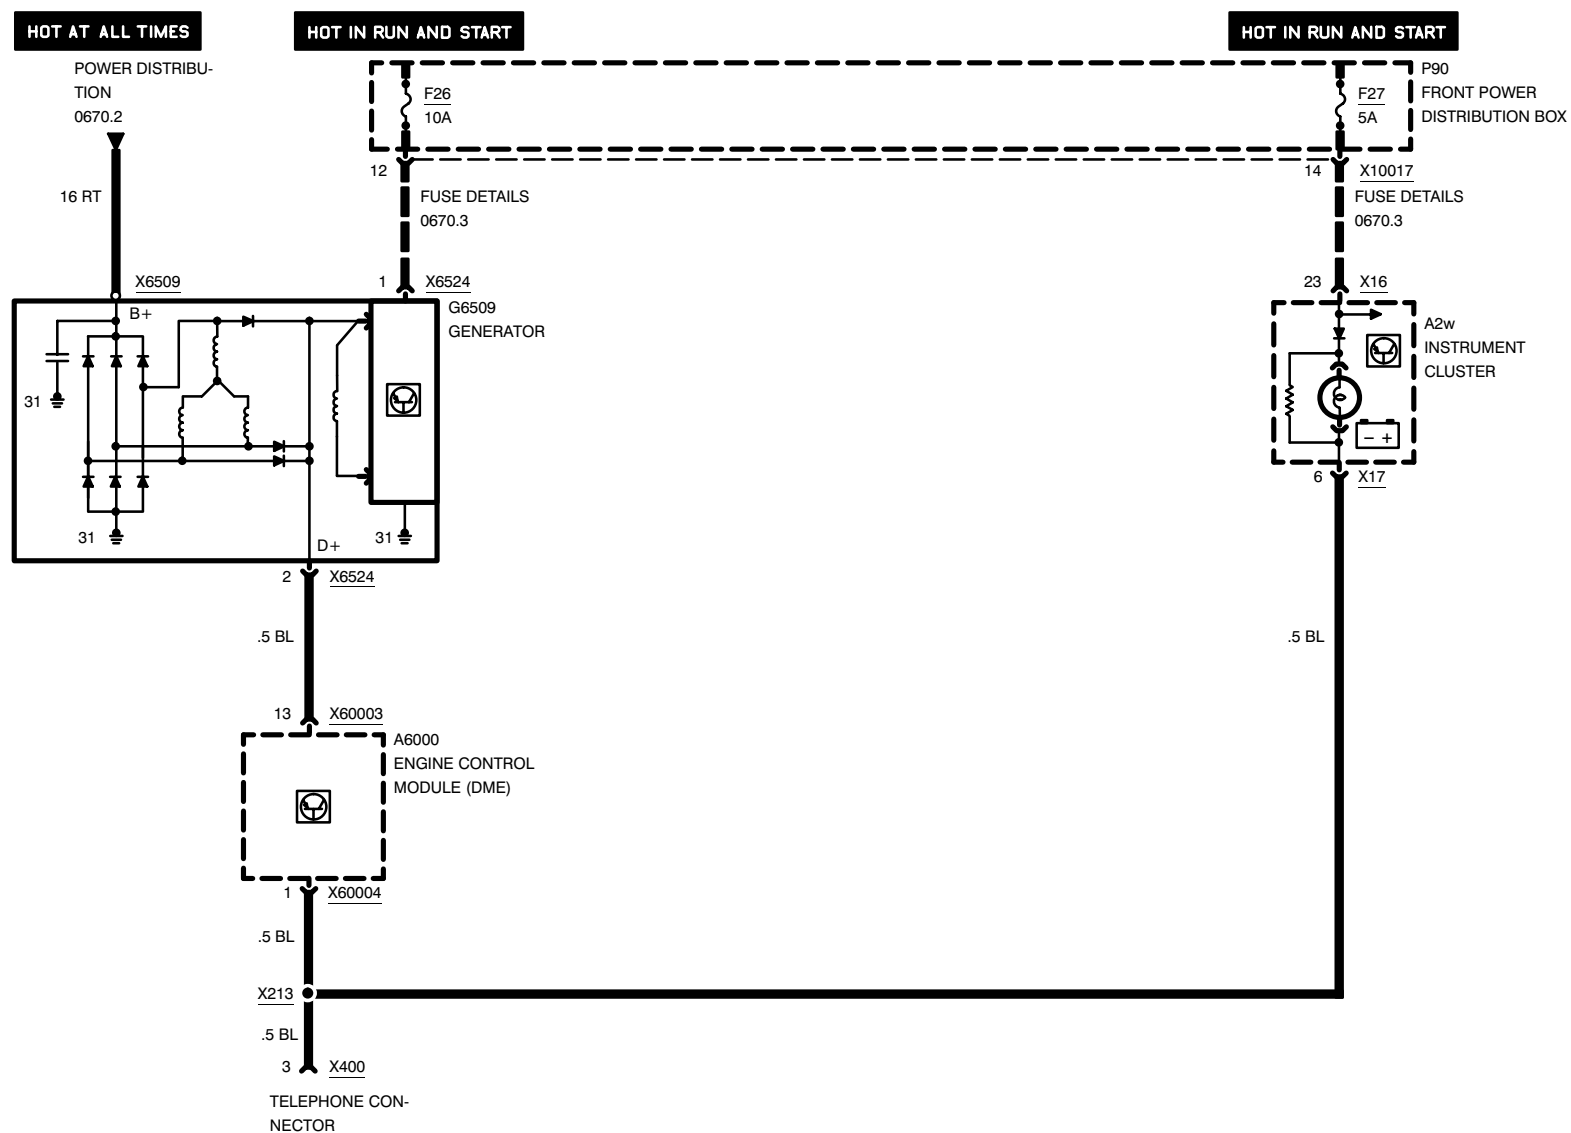 HOT AT ALL TIMES
HOT IN RUN AND START
HOT IN RUN AND START
POWER DISTRIBU-
TION
0670.2
F26
10A
F27
5A
P90
FRONT POWER
DISTRIBUTION BOX
12
14
X10017
16 RT
FUSE DETAILS
0670.3
FUSE DETAILS
0670.3
X6509
1
X6524
23
X16
B+
G6509
GENERATOR
A2w
INSTRUMENT
CLUSTER
31
− +
6
X17
31
31
D+
2
X6524
.5 BL
.5 BL
13
X60003
A6000
ENGINE CONTROL
MODULE (DME)
1
X60004
.5 BL
X213
.5 BL
3
X400
TELEPHONE CON-
NECTOR